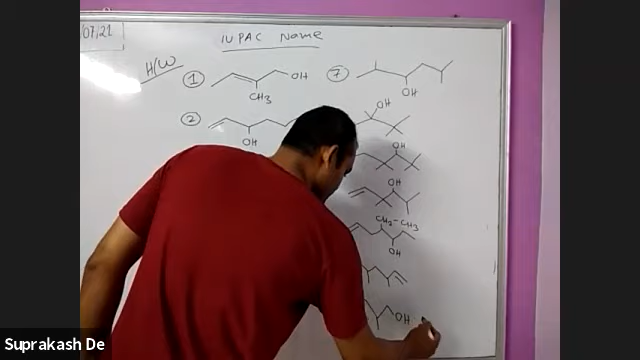 07/21
IUPAC Name
H/W
① OH
CH3
② OH
⑦ OH
OH
OH
OH
CH2-CH3
OH
OH
Suprakash De